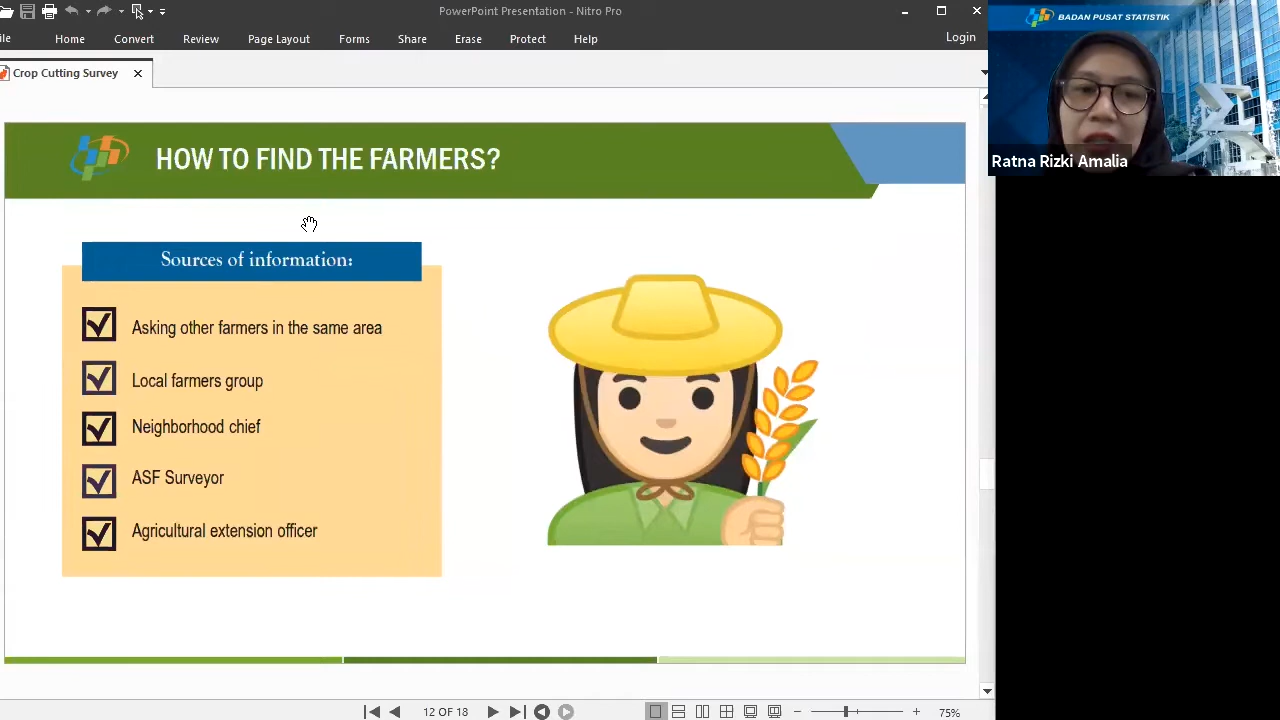 PowerPoint Presentation - Nitro Pro
ile
Home
Convert
Review
Page Layout
Forms
Share
Erase
Protect
Help
Login
Crop Cutting Survey
BADAN PUSAT STATISTIK
Ratna Rizki Amalia
HOW TO FIND THE FARMERS?
Sources of information:
Asking other farmers in the same area
Local farmers group
Neighborhood chief
ASF Surveyor
Agricultural extension officer
12 OF 18
75%